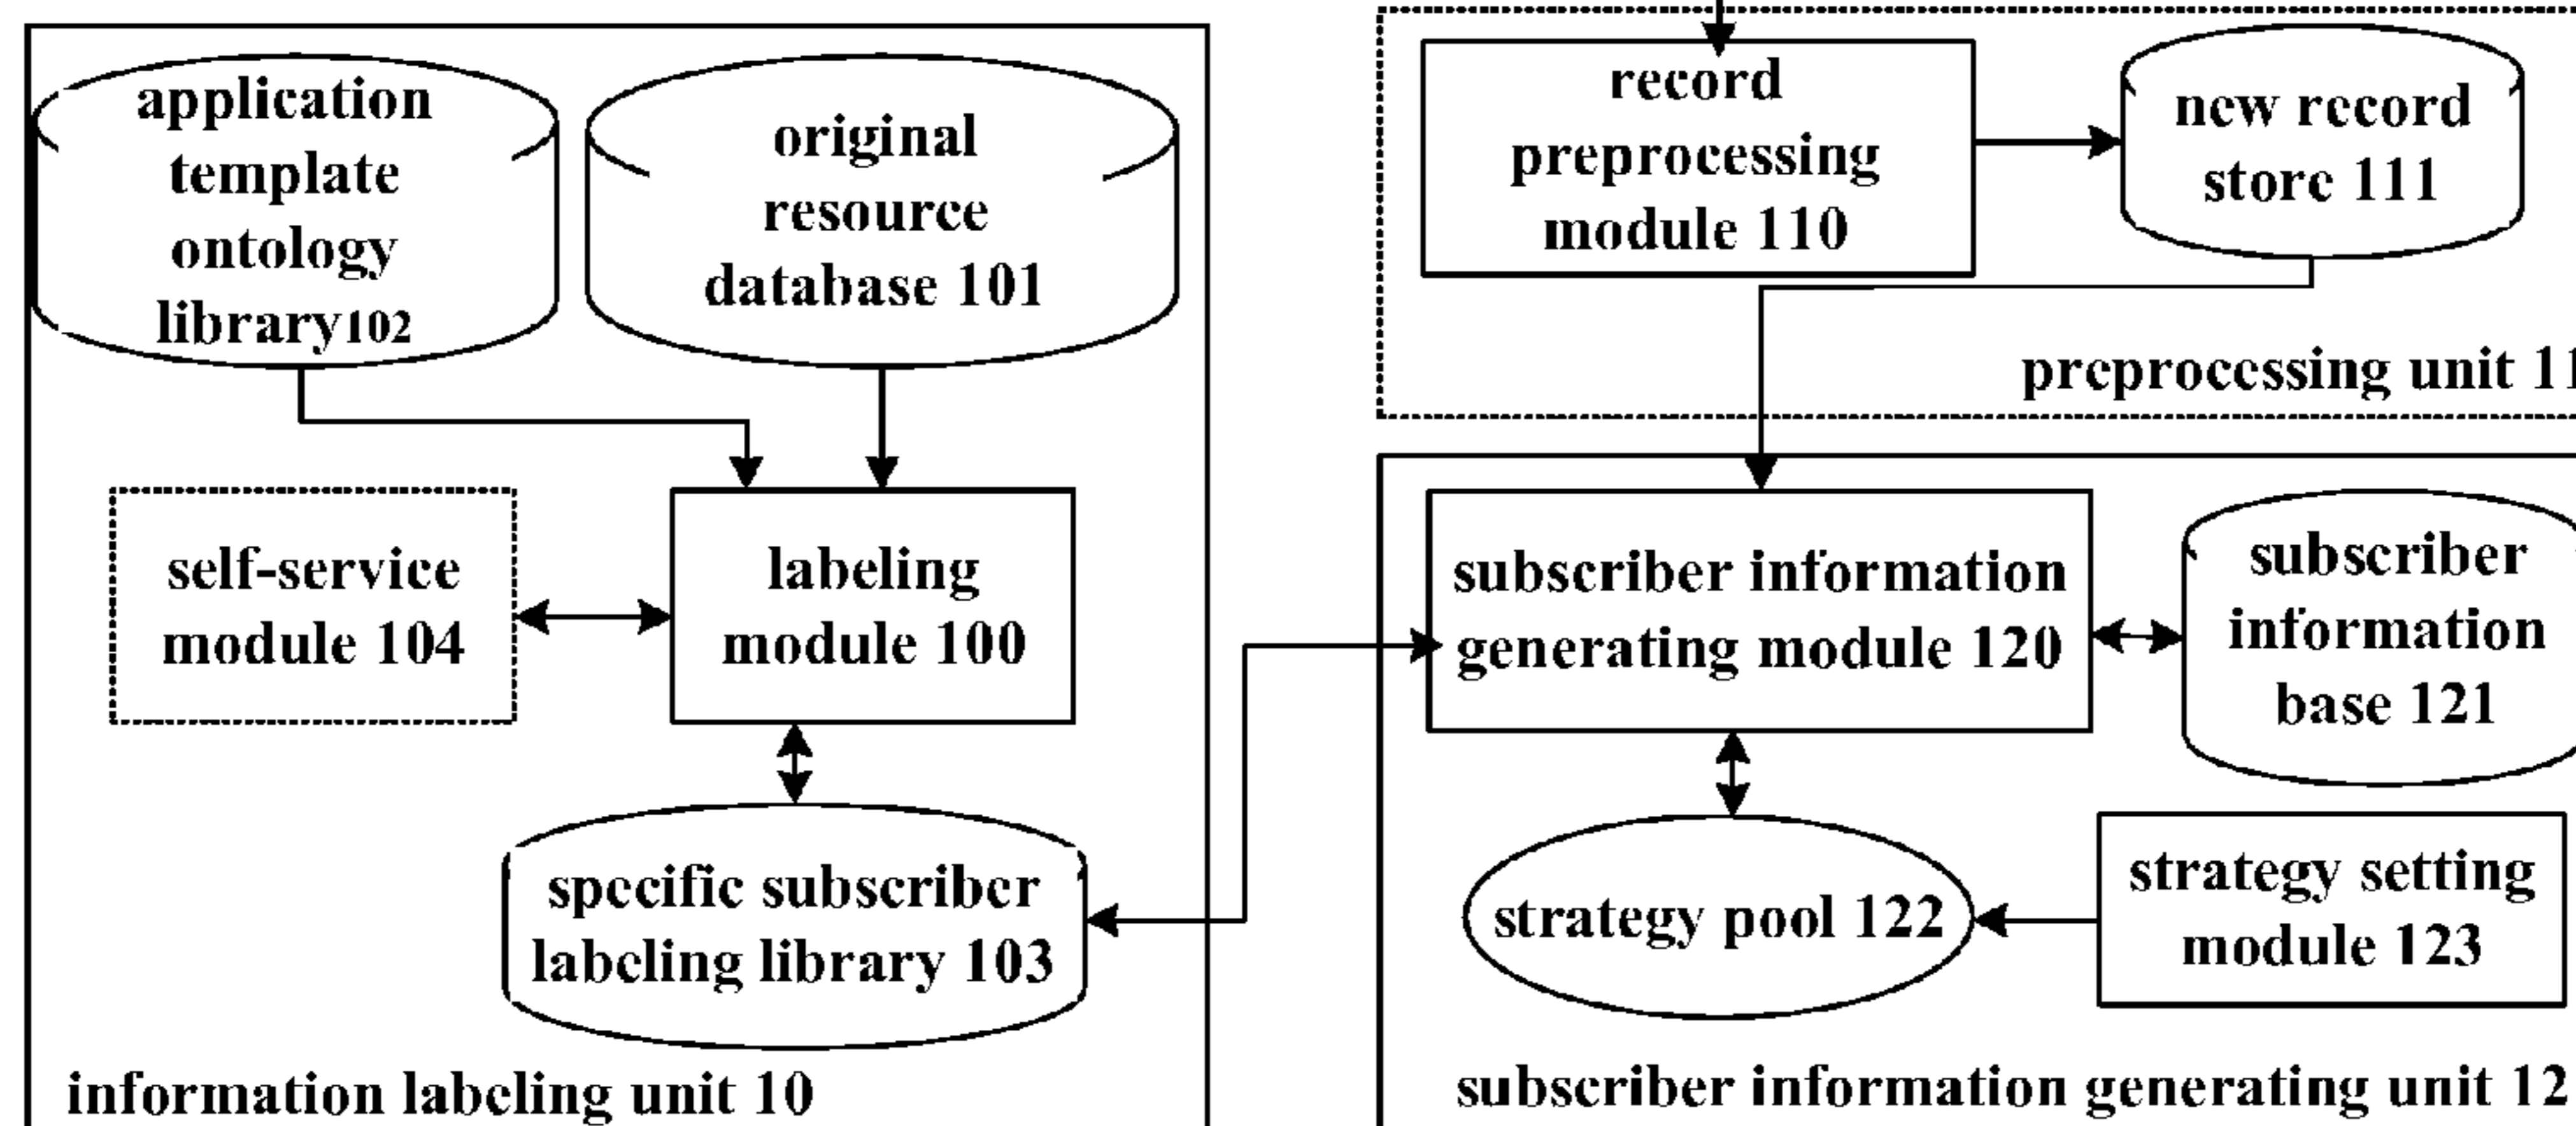 application
template
ontology
library102
original
resource
database 101
self-service
module 104
labeling
module 100
specific subscriber
labeling library 103
information labeling unit 10
record
preprocessing
module 110
new record
store 111
preprocessing unit 11
subscriber information
generating module 120
subscriber
information
base 121
strategy pool 122
strategy setting
module 123
subscriber information generating unit 12